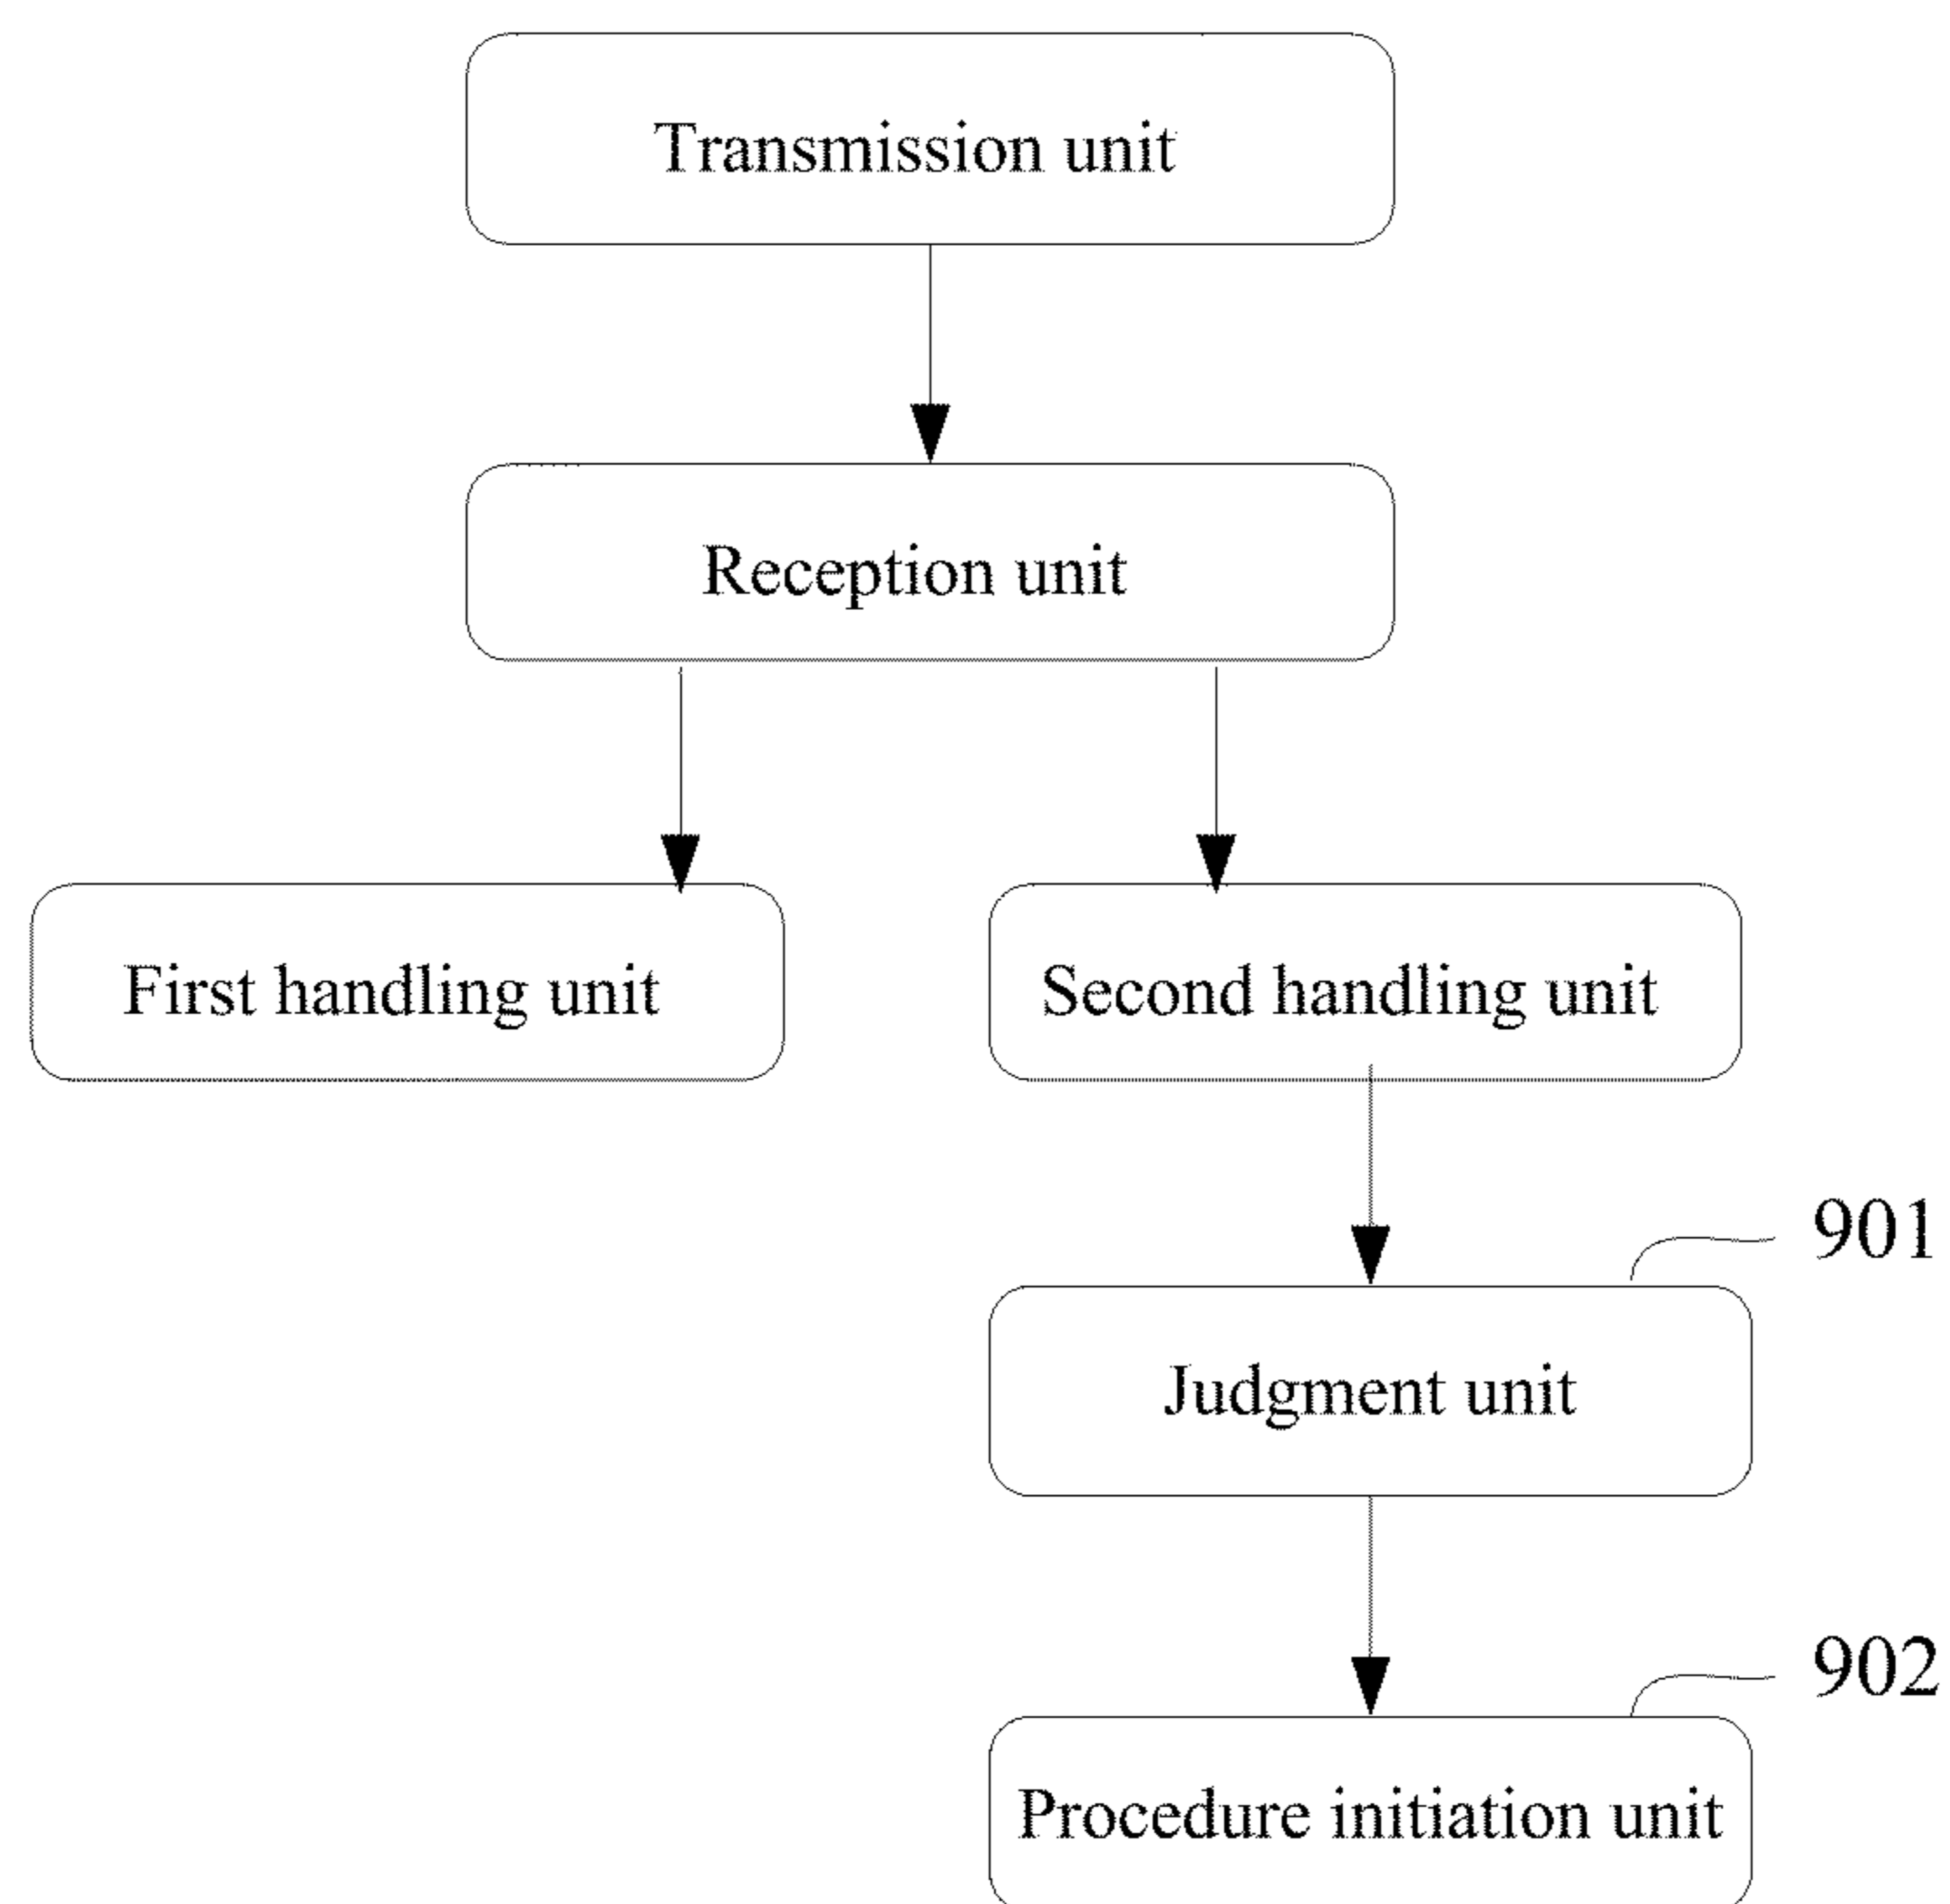 Transmission unit
Reception unit
First handling unit
Second handling unit
901
Judgment unit
902
Procedure initiation unit